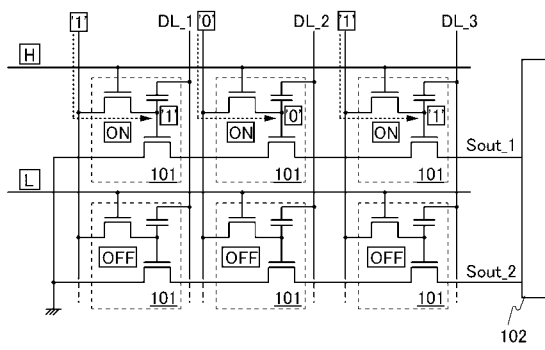 '1' DL_1 '0' DL_2 '1' DL_3
H
'1' '0' '1'
ON ON ON
Sout_1
101 101 101
L
OFF OFF OFF
Sout_2
101 101 101
102